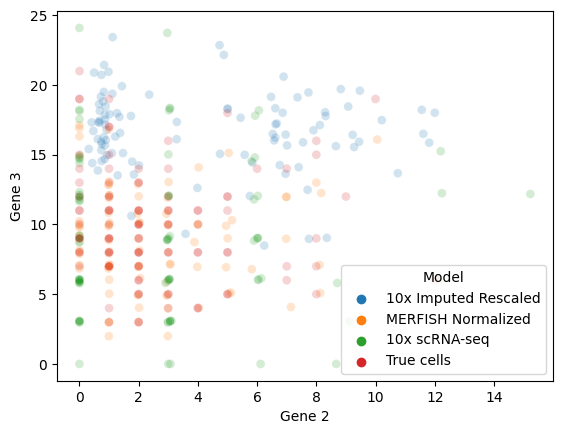 25
20
15
10
5
0
Gene 3
Model
10x Imputed Rescaled
MERFISH Normalized
10x scRNA-seq
True cells
0 2 4 6 8 10 12 14
Gene 2